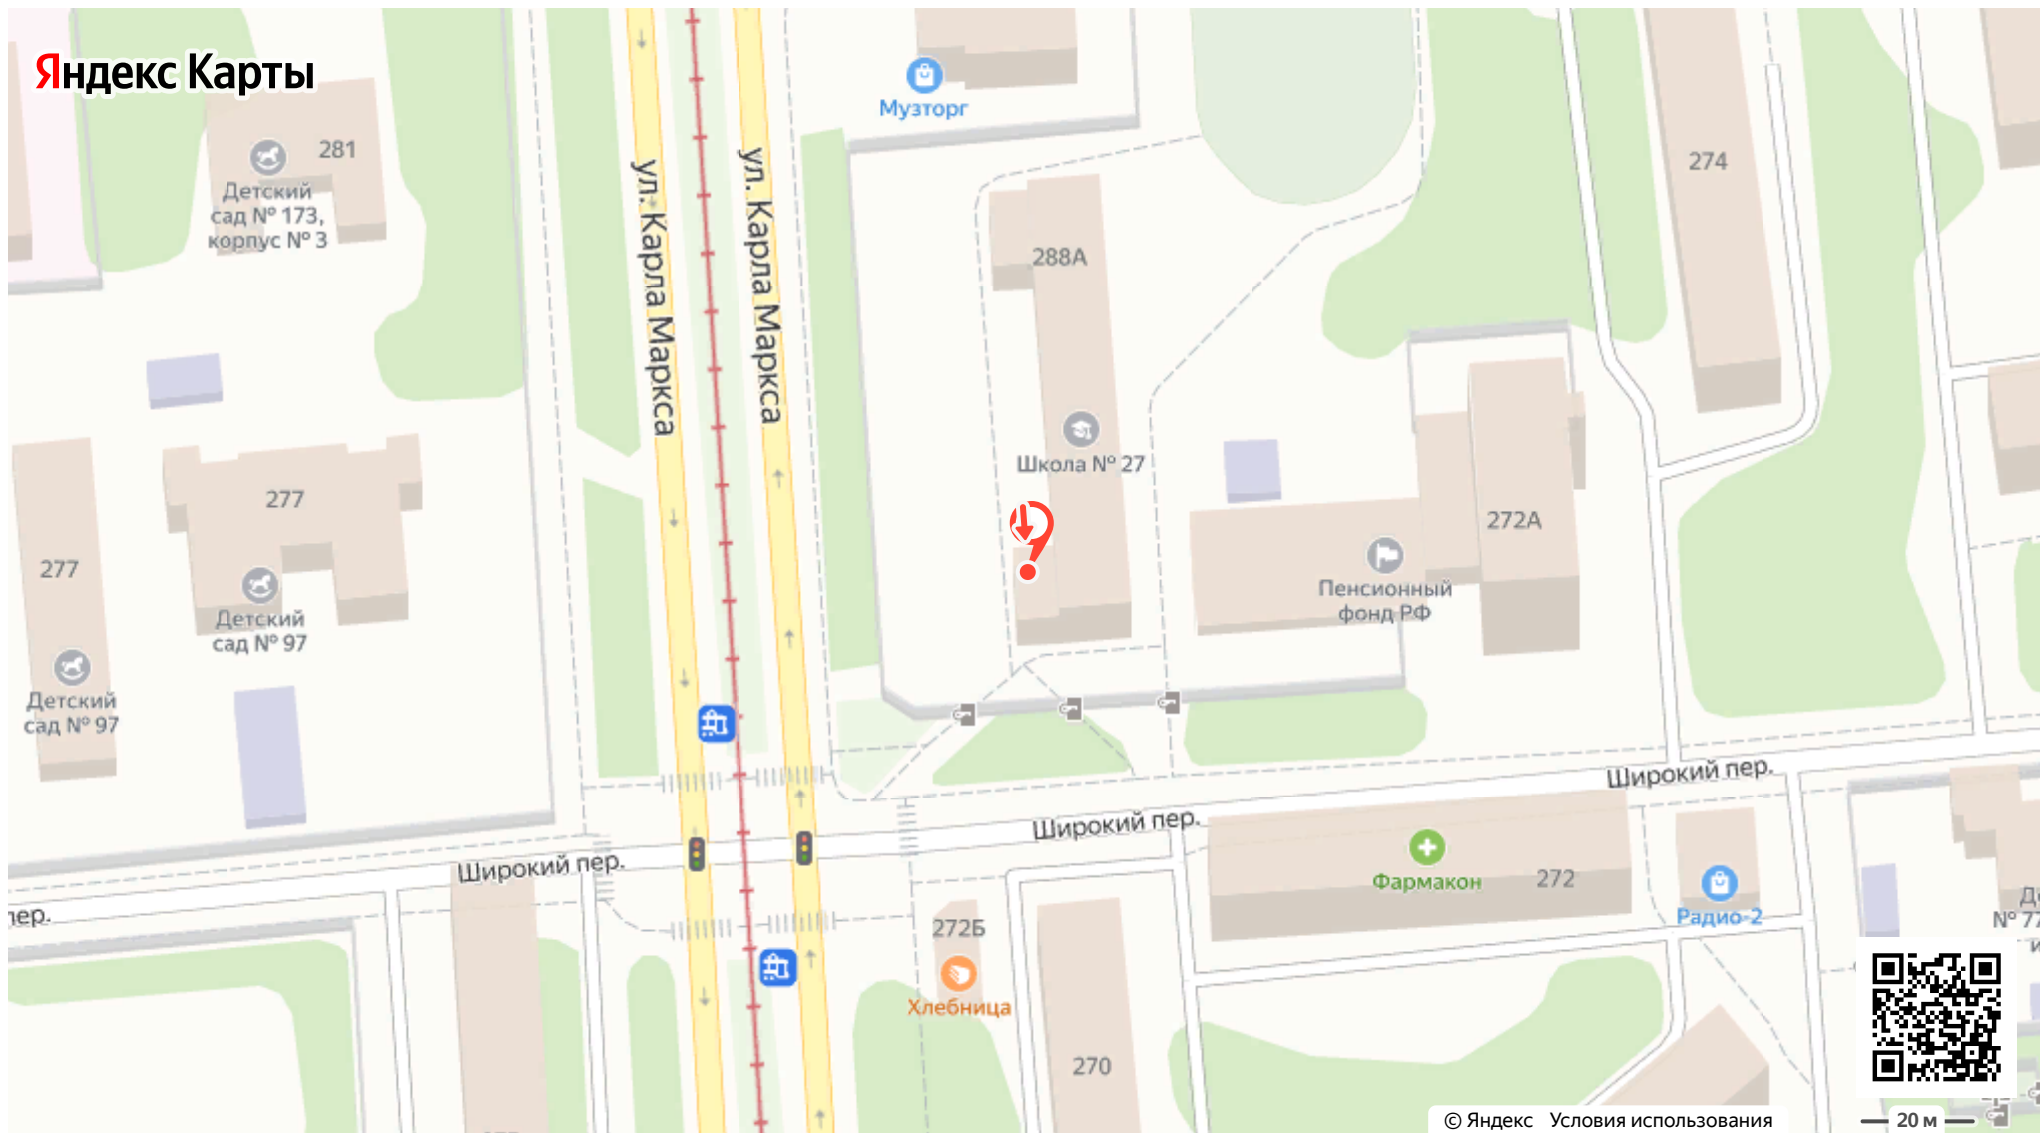 Яндекс Карты
Музторг
281
Детский
сад № 173,
корпус № 3
274
ул. Карла Маркса
ул. Карла Маркса
288А
Школа № 27
277
277
272А
Пенсионный
фонд РФ
Детский
сад № 97
Детский
сад № 97
Широкий пер.
Широкий пер.
Широкий пер.
пер.
Фармакон
272
Радио-2
№ 77
272Б
Хлебница
270
© Яндекс Условия использования
20 м